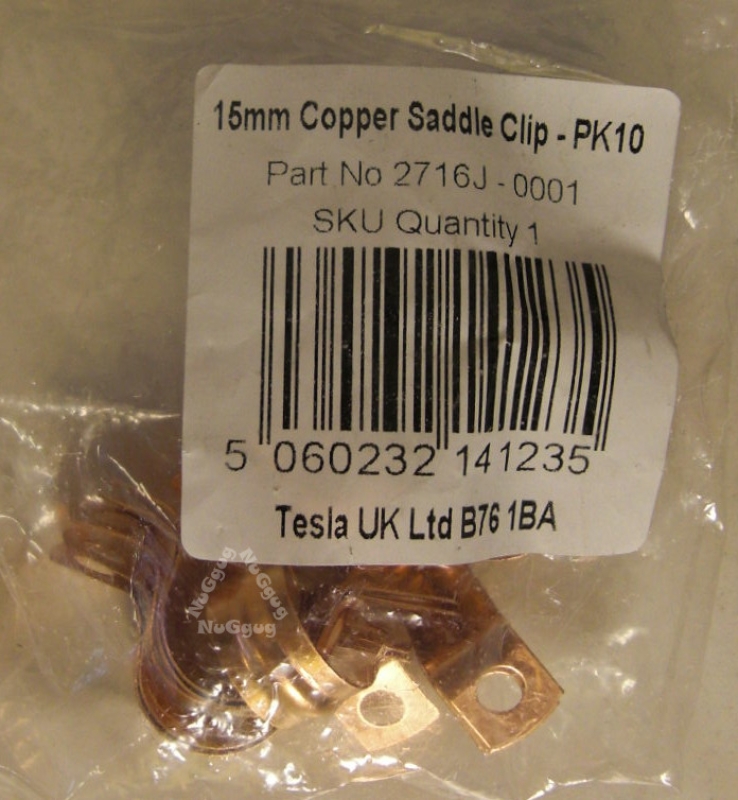 15mm Copper Saddle Clip - PK10
Part No 2716J - 0001
SKU Quantity 1
5 060232 141235
Tesla UK Ltd B76 1BA
NuGgug
NuGgug
NuGgug